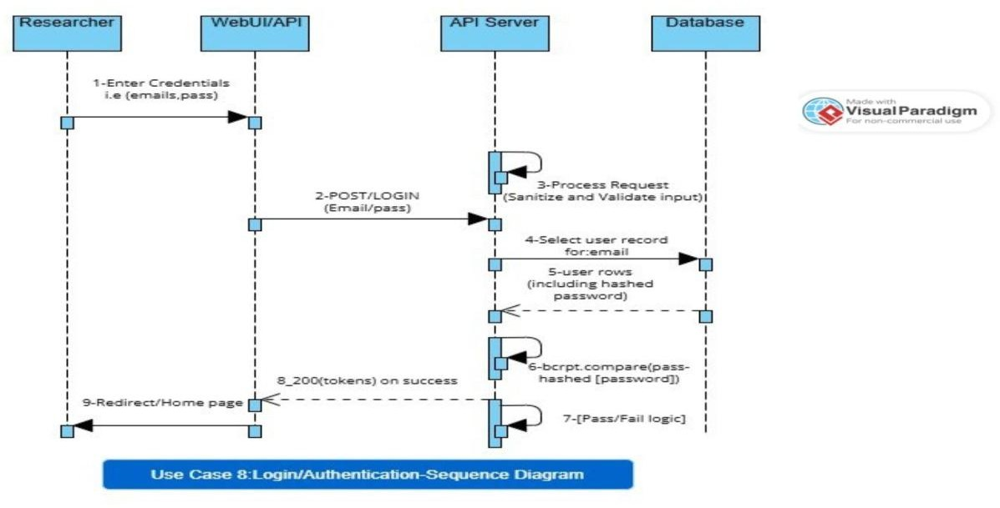 Researcher
WebUI/API
API Server
Database
1-Enter Credentials
i.e (emails,pass)
Made with
Visual Paradigm
For non-commercial use
3-Process Request
(Sanitize and Validate input)
2-POST/LOGIN
(Email/pass)
4-Select user record
for:email
5-user rows
(including hashed
password)
6-bcrpt.compare(pass-
hashed [password])
8_200(tokens) on success
9-Redirect/Home page
7-[Pass/Fail logic]
Use Case 8:Login/Authentication-Sequence Diagram